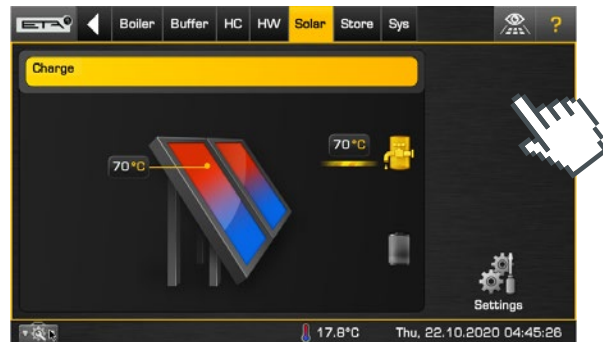 ETA
Boiler Buffer HC HW Solar Store Sys ?
Charge
70°C
70°C
Settings
17.8°C Thu, 22.10.2020 04:45:26